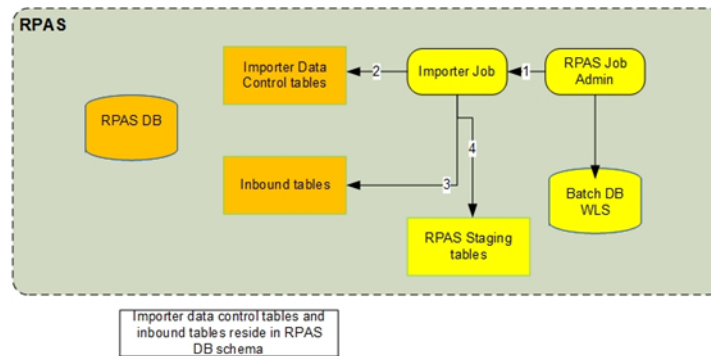 RPAS
Importer Data
Control tables
2
Importer Job
1
RPAS Job
Admin
RPAS DB
4
Inbound tables
3
Batch DB
WLS
RPAS Staging
tables
Importer data control tables and
inbound tables reside in RPAS
DB schema